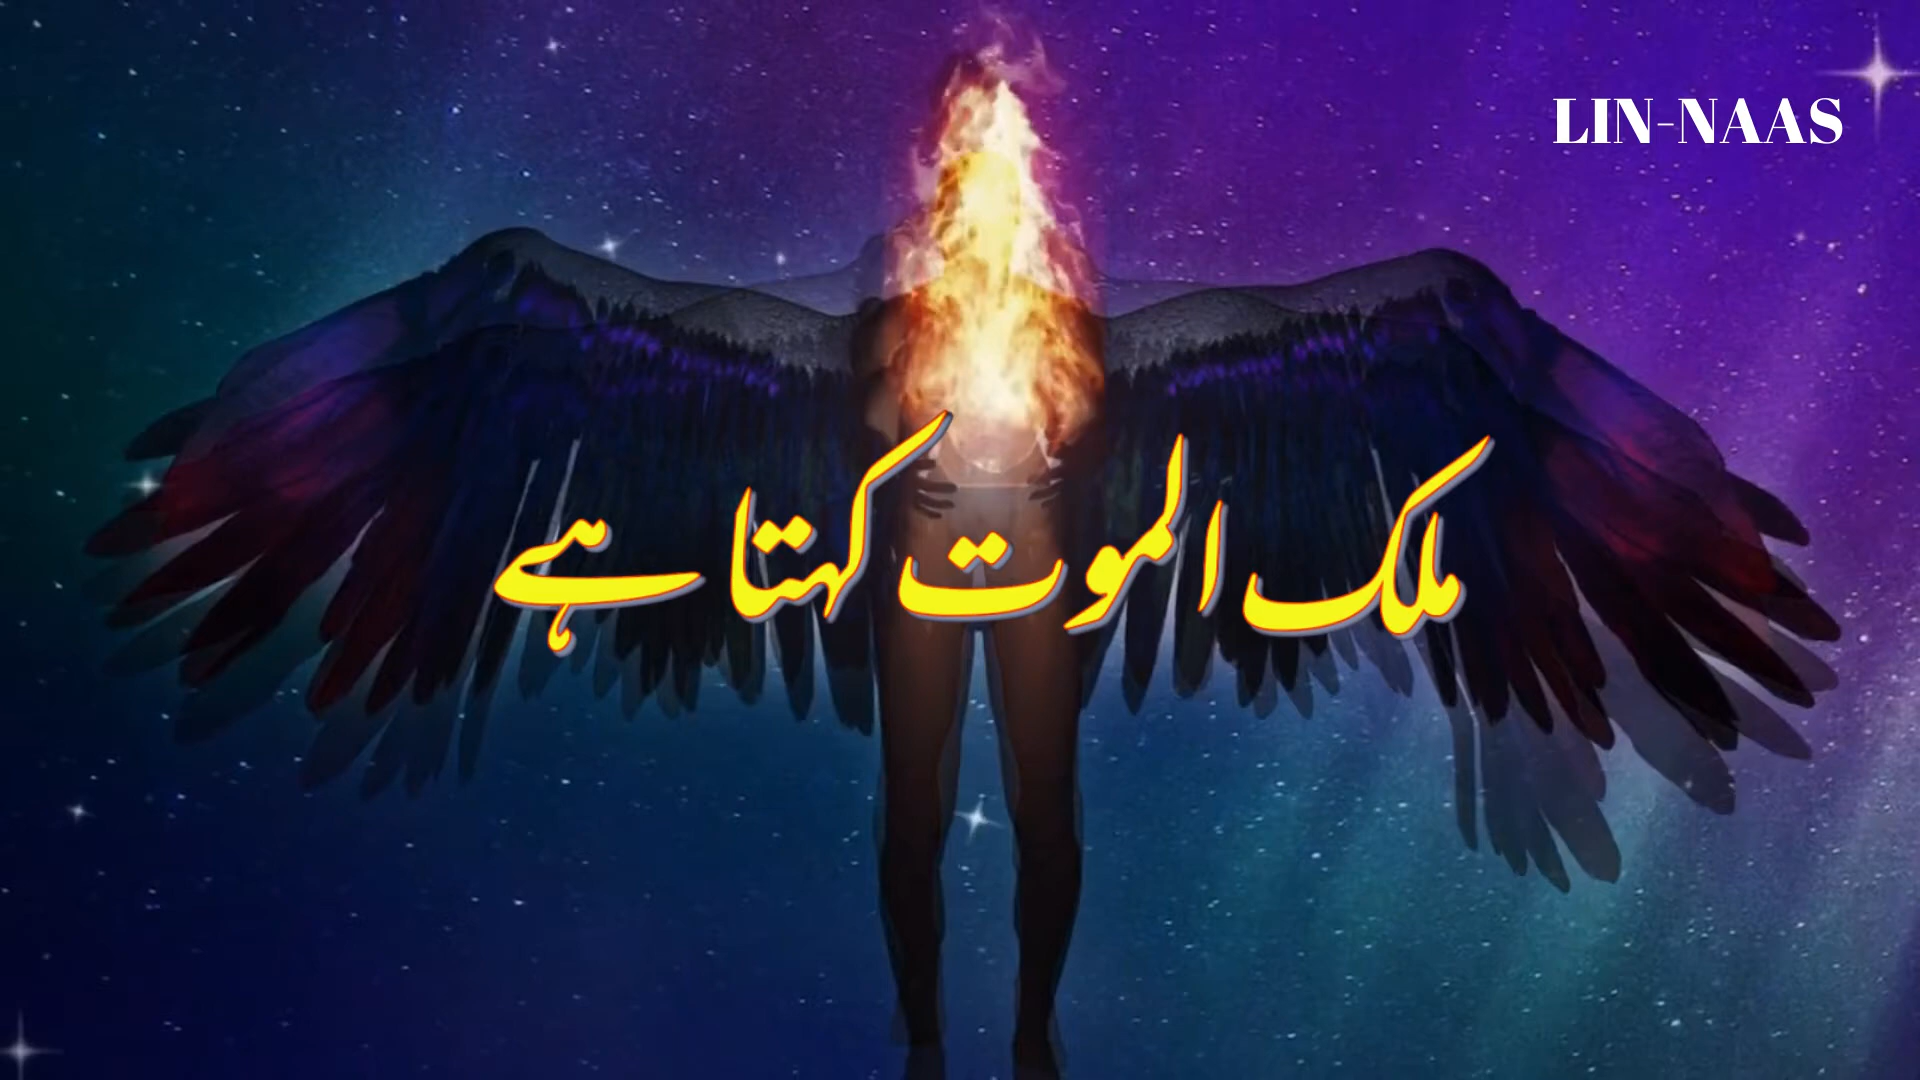 LIN-NAAS
ملک الموت کہتا ہے